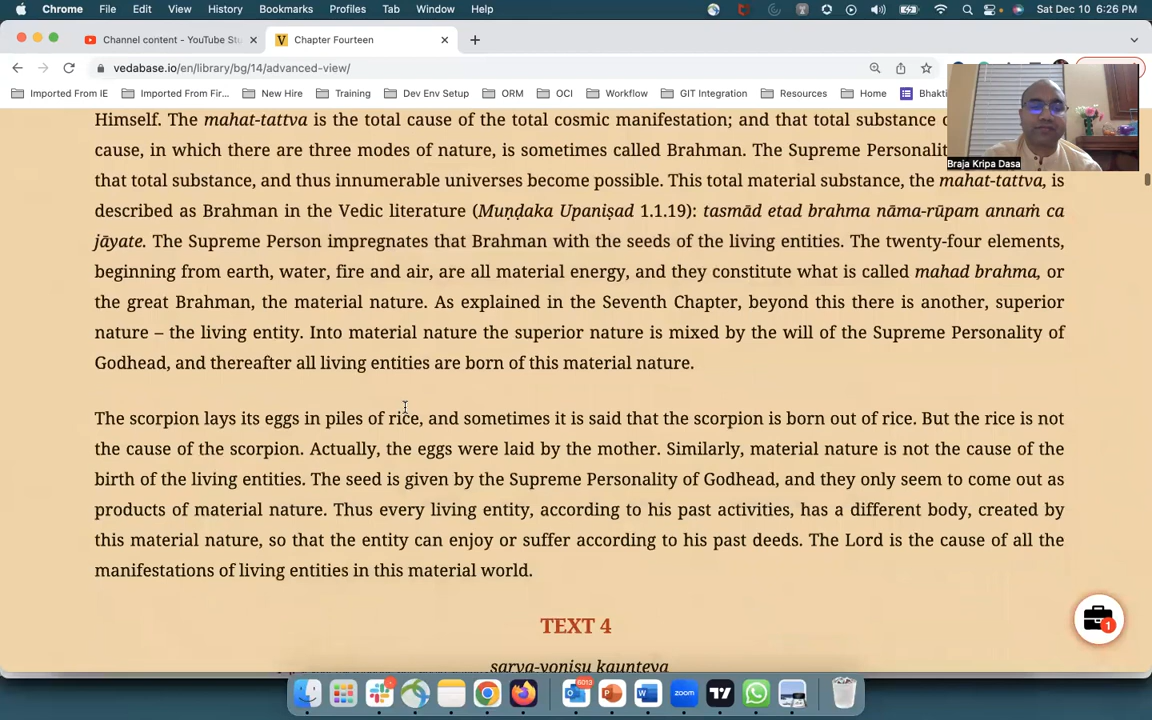 Chrome File Edit View History Bookmarks Profiles Tab Window Help Sat Dec 10 6:26 PM
Channel content - YouTube Stu Chapter Fourteen
vedabase.io/en/library/bg/14/advanced-view/
Imported From IE Imported From Fir... New Hire Training Dev Env Setup ORM OCI Workflow GIT Integration Resources Home Bhakti
Himself. The mahat-tattva is the total cause of the total cosmic manifestation; and that total substance
cause, in which there are three modes of nature, is sometimes called Brahman. The Supreme Personality
Braja Kripa Dasa
that total substance, and thus innumerable universes become possible. This total material substance, the mahat-tattva, is
described as Brahman in the Vedic literature (Muṇḍaka Upaniṣad 1.1.19): tasmād etad brahma nāma-rūpam annaṁ ca
jāyate. The Supreme Person impregnates that Brahman with the seeds of the living entities. The twenty-four elements,
beginning from earth, water, fire and air, are all material energy, and they constitute what is called mahad brahma, or
the great Brahman, the material nature. As explained in the Seventh Chapter, beyond this there is another, superior
nature – the living entity. Into material nature the superior nature is mixed by the will of the Supreme Personality of
Godhead, and thereafter all living entities are born of this material nature.
The scorpion lays its eggs in piles of rice, and sometimes it is said that the scorpion is born out of rice. But the rice is not
the cause of the scorpion. Actually, the eggs were laid by the mother. Similarly, material nature is not the cause of the
birth of the living entities. The seed is given by the Supreme Personality of Godhead, and they only seem to come out as
products of material nature. Thus every living entity, according to his past activities, has a different body, created by
this material nature, so that the entity can enjoy or suffer according to his past deeds. The Lord is the cause of all the
manifestations of living entities in this material world.
1
TEXT 4
sarva-yoniṣu kaunteya
6013
zoom